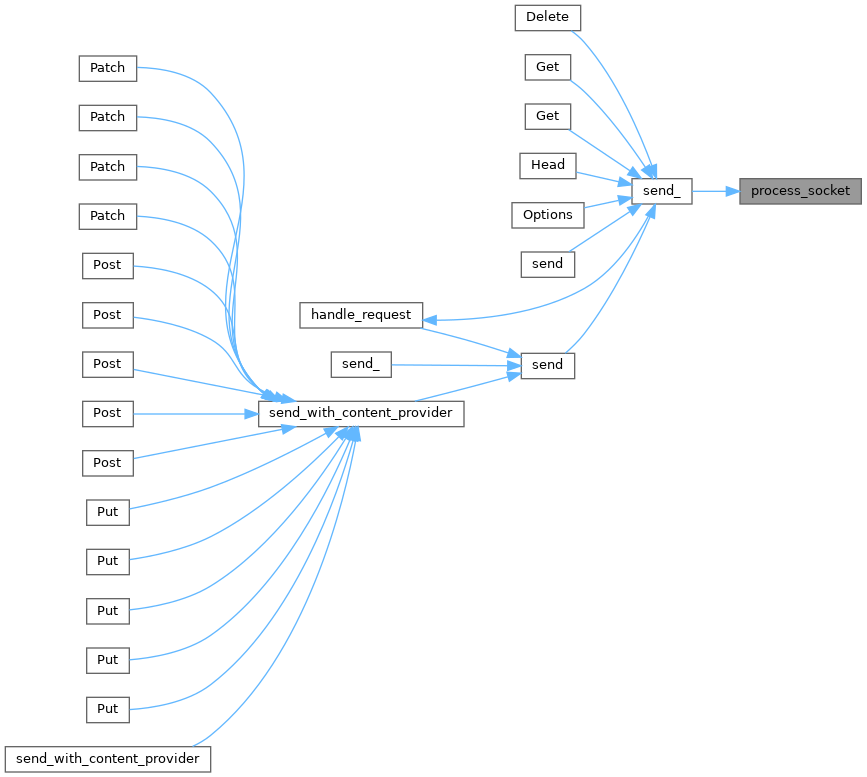 Delete
Patch
Get
Patch
Get
Patch
Head
send_
process_socket
Patch
Options
Post
send
Post
handle_request
Post
send_
send
Post
send_with_content_provider
Post
Put
Put
Put
Put
Put
send_with_content_provider